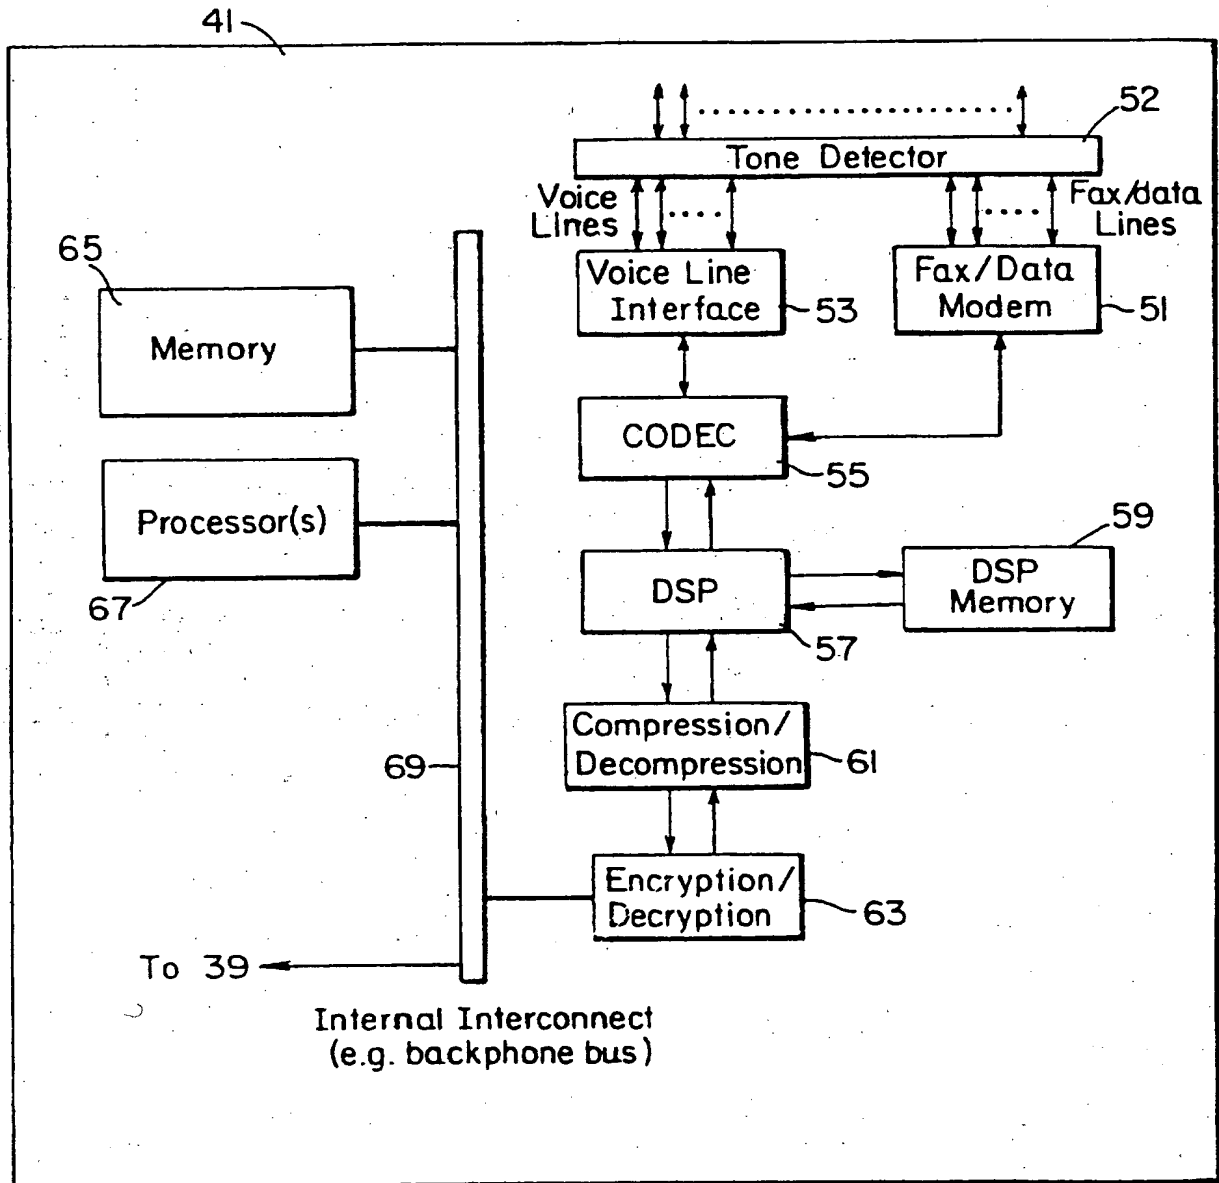 41
52
Tone Detector
Voice
Lines
Fax/data
Lines
65
Memory
Voice Line
Interface
53
Fax/Data
Modem
51
CODEC
55
Processor(s)
67
59
DSP
57
DSP
Memory
Compression/
Decompression
61
69
Encryption/
Decryption
63
To 39
Internal Interconnect
(e.g. backphone bus)